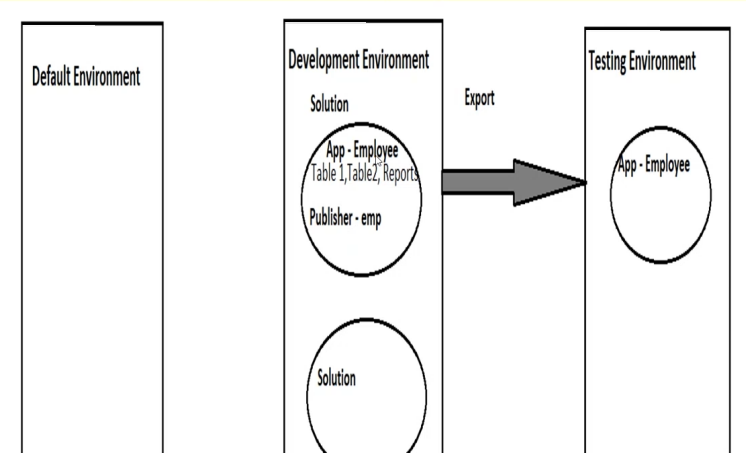 Default Environment
Development Environment
Solution
App - Employee
Table 1,Table2, Reports
Publisher - emp
Solution
Export
Testing Environment
App - Employee